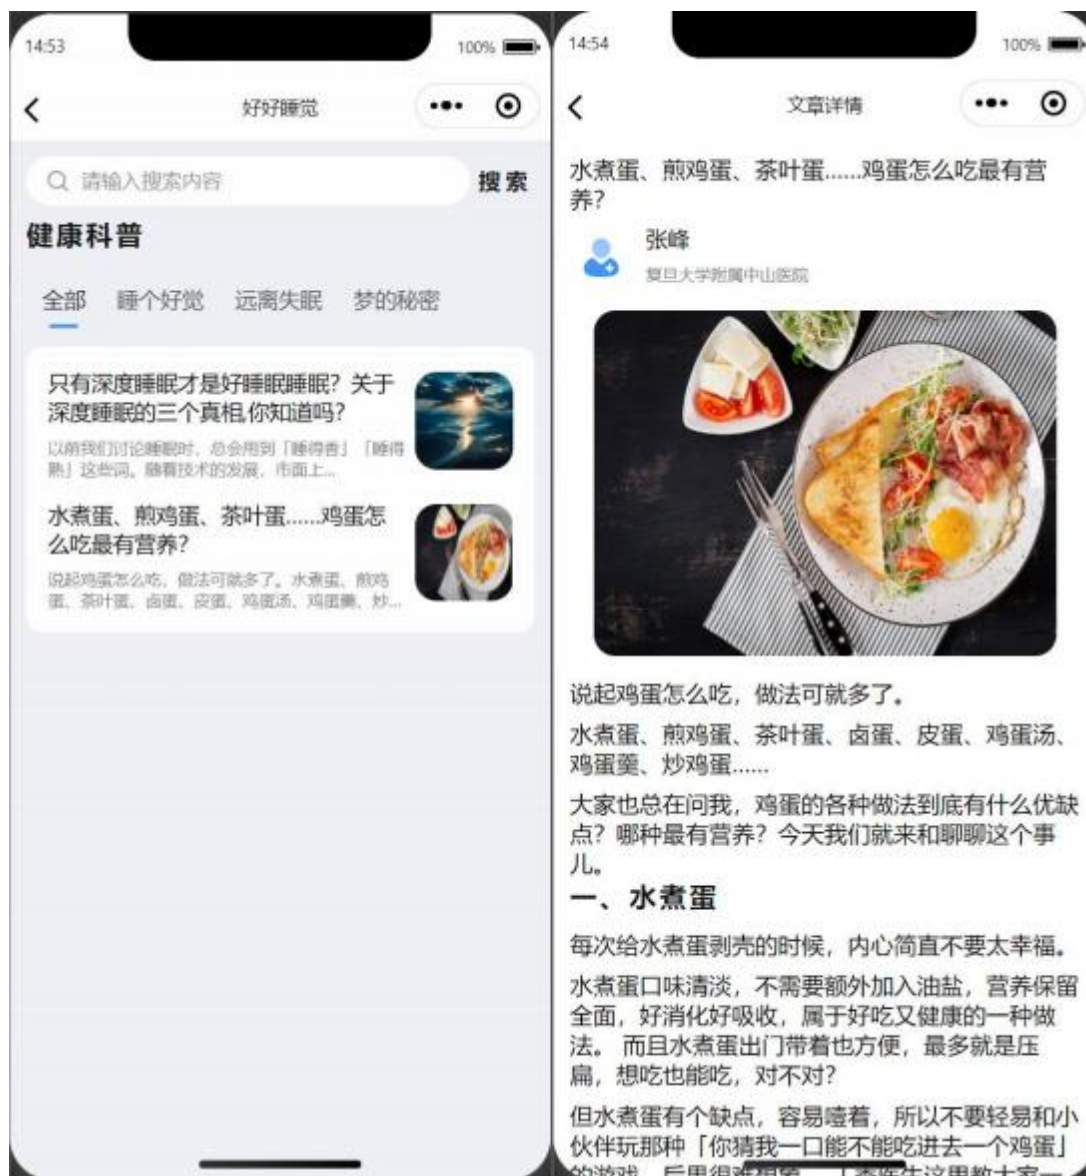 14:53
100%
好好睡觉
请输入搜索内容
搜索
健康科普
全部 睡个好觉 远离失眠 梦的秘密
只有深度睡眠才是好睡眠睡眠？关于
深度睡眠的三个真相,你知道吗？
以前我们讨论睡眠时，总会用到「睡得香」「睡得
熟」这些词。随着技术的发展，市面上...
水煮蛋、煎鸡蛋、茶叶蛋......鸡蛋怎
么吃最有营养？
说起鸡蛋怎么吃，做法可就多了。水煮蛋、煎鸡
蛋、茶叶蛋、卤蛋、皮蛋、鸡蛋汤、鸡蛋羹、炒...
14:54
100%
文章详情
水煮蛋、煎鸡蛋、茶叶蛋......鸡蛋怎么吃最有营
养？
张峰
复旦大学附属中山医院
说起鸡蛋怎么吃，做法可就多了。
水煮蛋、煎鸡蛋、茶叶蛋、卤蛋、皮蛋、鸡蛋汤、
鸡蛋羹、炒鸡蛋......
大家也总在问我，鸡蛋的各种做法到底有什么优缺
点？哪种最有营养？今天我们就来和聊聊这个事
儿。
一、水煮蛋
每次给水煮蛋剥壳的时候，内心简直不要太幸福。
水煮蛋口味清淡，不需要额外加入油盐，营养保留
全面，好消化好吸收，属于好吃又健康的一种做
法。 而且水煮蛋出门带着也方便，最多就是压
扁，想吃也能吃，对不对？
但水煮蛋有个缺点，容易噎着，所以不要轻易和小
伙伴玩那种「你猜我一口能不能吃进去一个鸡蛋」